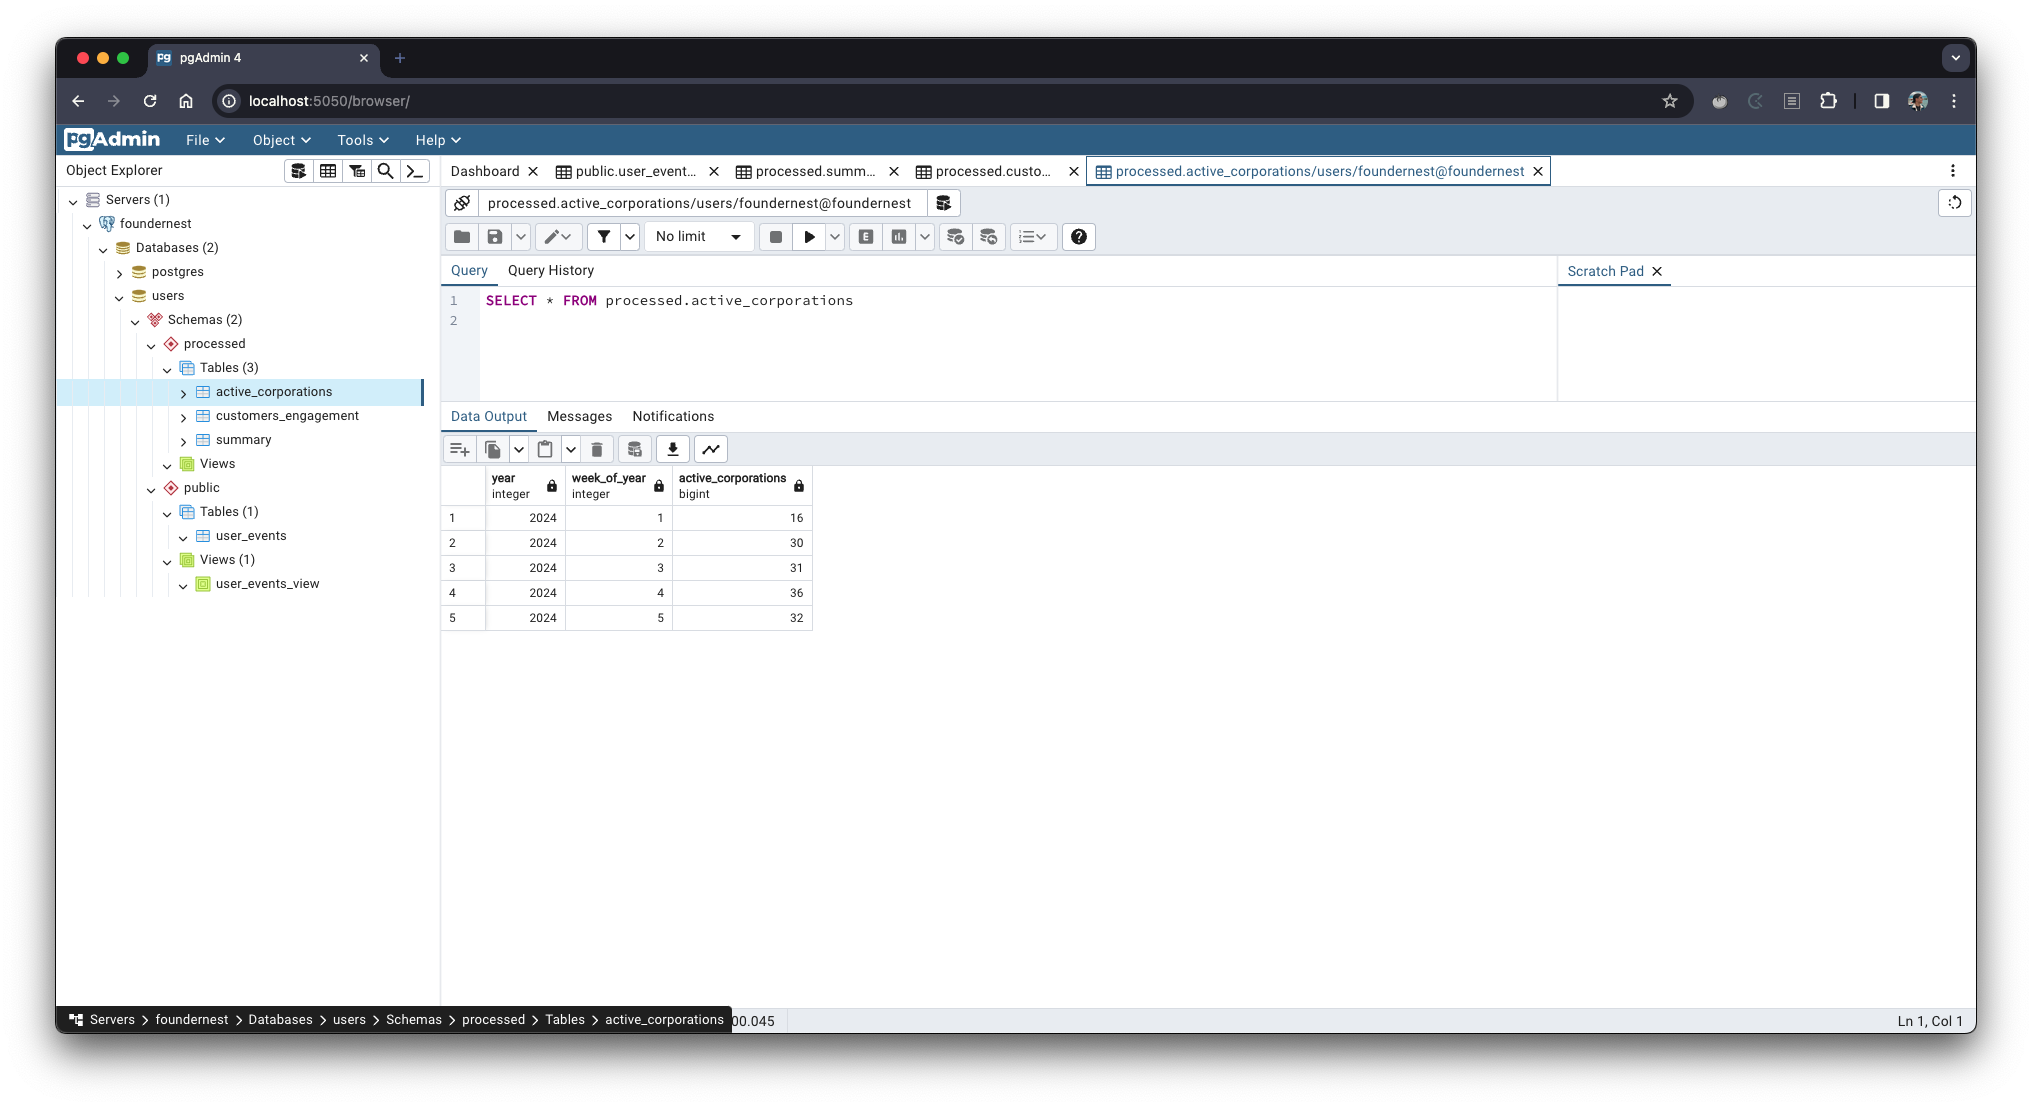 pgAdmin 4
localhost:5050/browser/
pgAdmin File Object Tools Help
Object Explorer
Servers (1)
foundernest
Databases (2)
postgres
users
Schemas (2)
processed
Tables (3)
active_corporations
customers_engagement
summary
Views
public
Tables (1)
user_events
Views (1)
user_events_view
Dashboard public.user_event... processed.summ... processed.custo... processed.active_corporations/users/foundernest@foundernest
processed.active_corporations/users/foundernest@foundernest
No limit
E
Query Query History
Scratch Pad
1 SELECT * FROM processed.active_corporations
2
Data Output Messages Notifications
year week_of_year active_corporations
integer integer bigint
1 2024 1 16
2 2024 2 30
3 2024 3 31
4 2024 4 36
5 2024 5 32
Servers > foundernest > Databases > users > Schemas > processed > Tables > active_corporations
00.045
Ln 1, Col 1